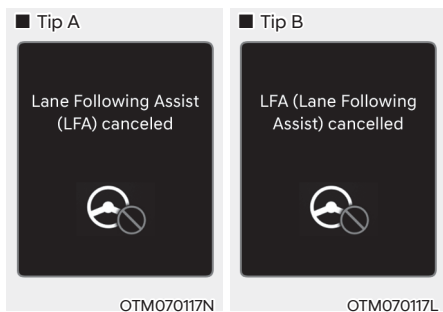 ■ Tip A
Lane Following Assist
(LFA) canceled
OTM070117N
■ Tip B
LFA (Lane Following
Assist) cancelled
OTM070117L